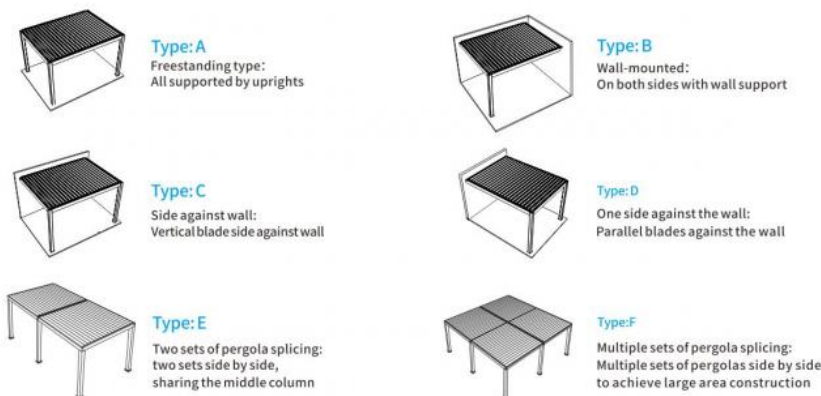 Type: A
Freestanding type:
All supported by uprights
Type: B
Wall-mounted:
On both sides with wall support
Type: C
Side against wall:
Vertical blade side against wall
Type: D
One side against the wall:
Parallel blades against the wall
Type: E
Two sets of pergola splicing:
two sets side by side,
sharing the middle column
Type:F
Multiple sets of pergola splicing:
Multiple sets of pergolas side by side
to achieve large area construction